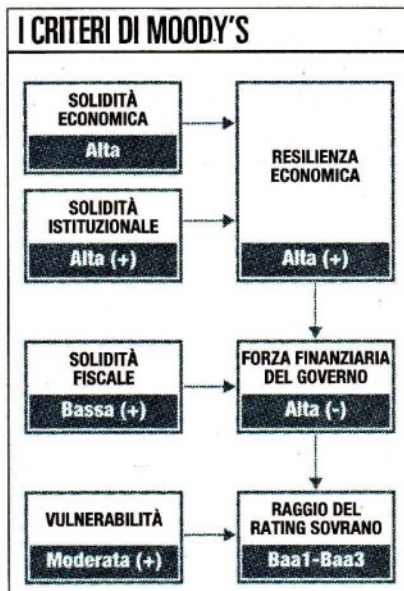 I CRITERI DI MOODY'S
SOLIDITÀ
ECONOMICA
Alta
SOLIDITÀ
ISTITUZIONALE
Alta (+)
RESILIENZA
ECONOMICA
Alta (+)
SOLIDITÀ
FISCALE
Bassa (+)
FORZA FINANZIARIA
DEL GOVERNO
Alta (-)
VULNERABILITÀ
Moderata (+)
RAGGIO DEL
RATING SOVRANO
Baa1-Baa3